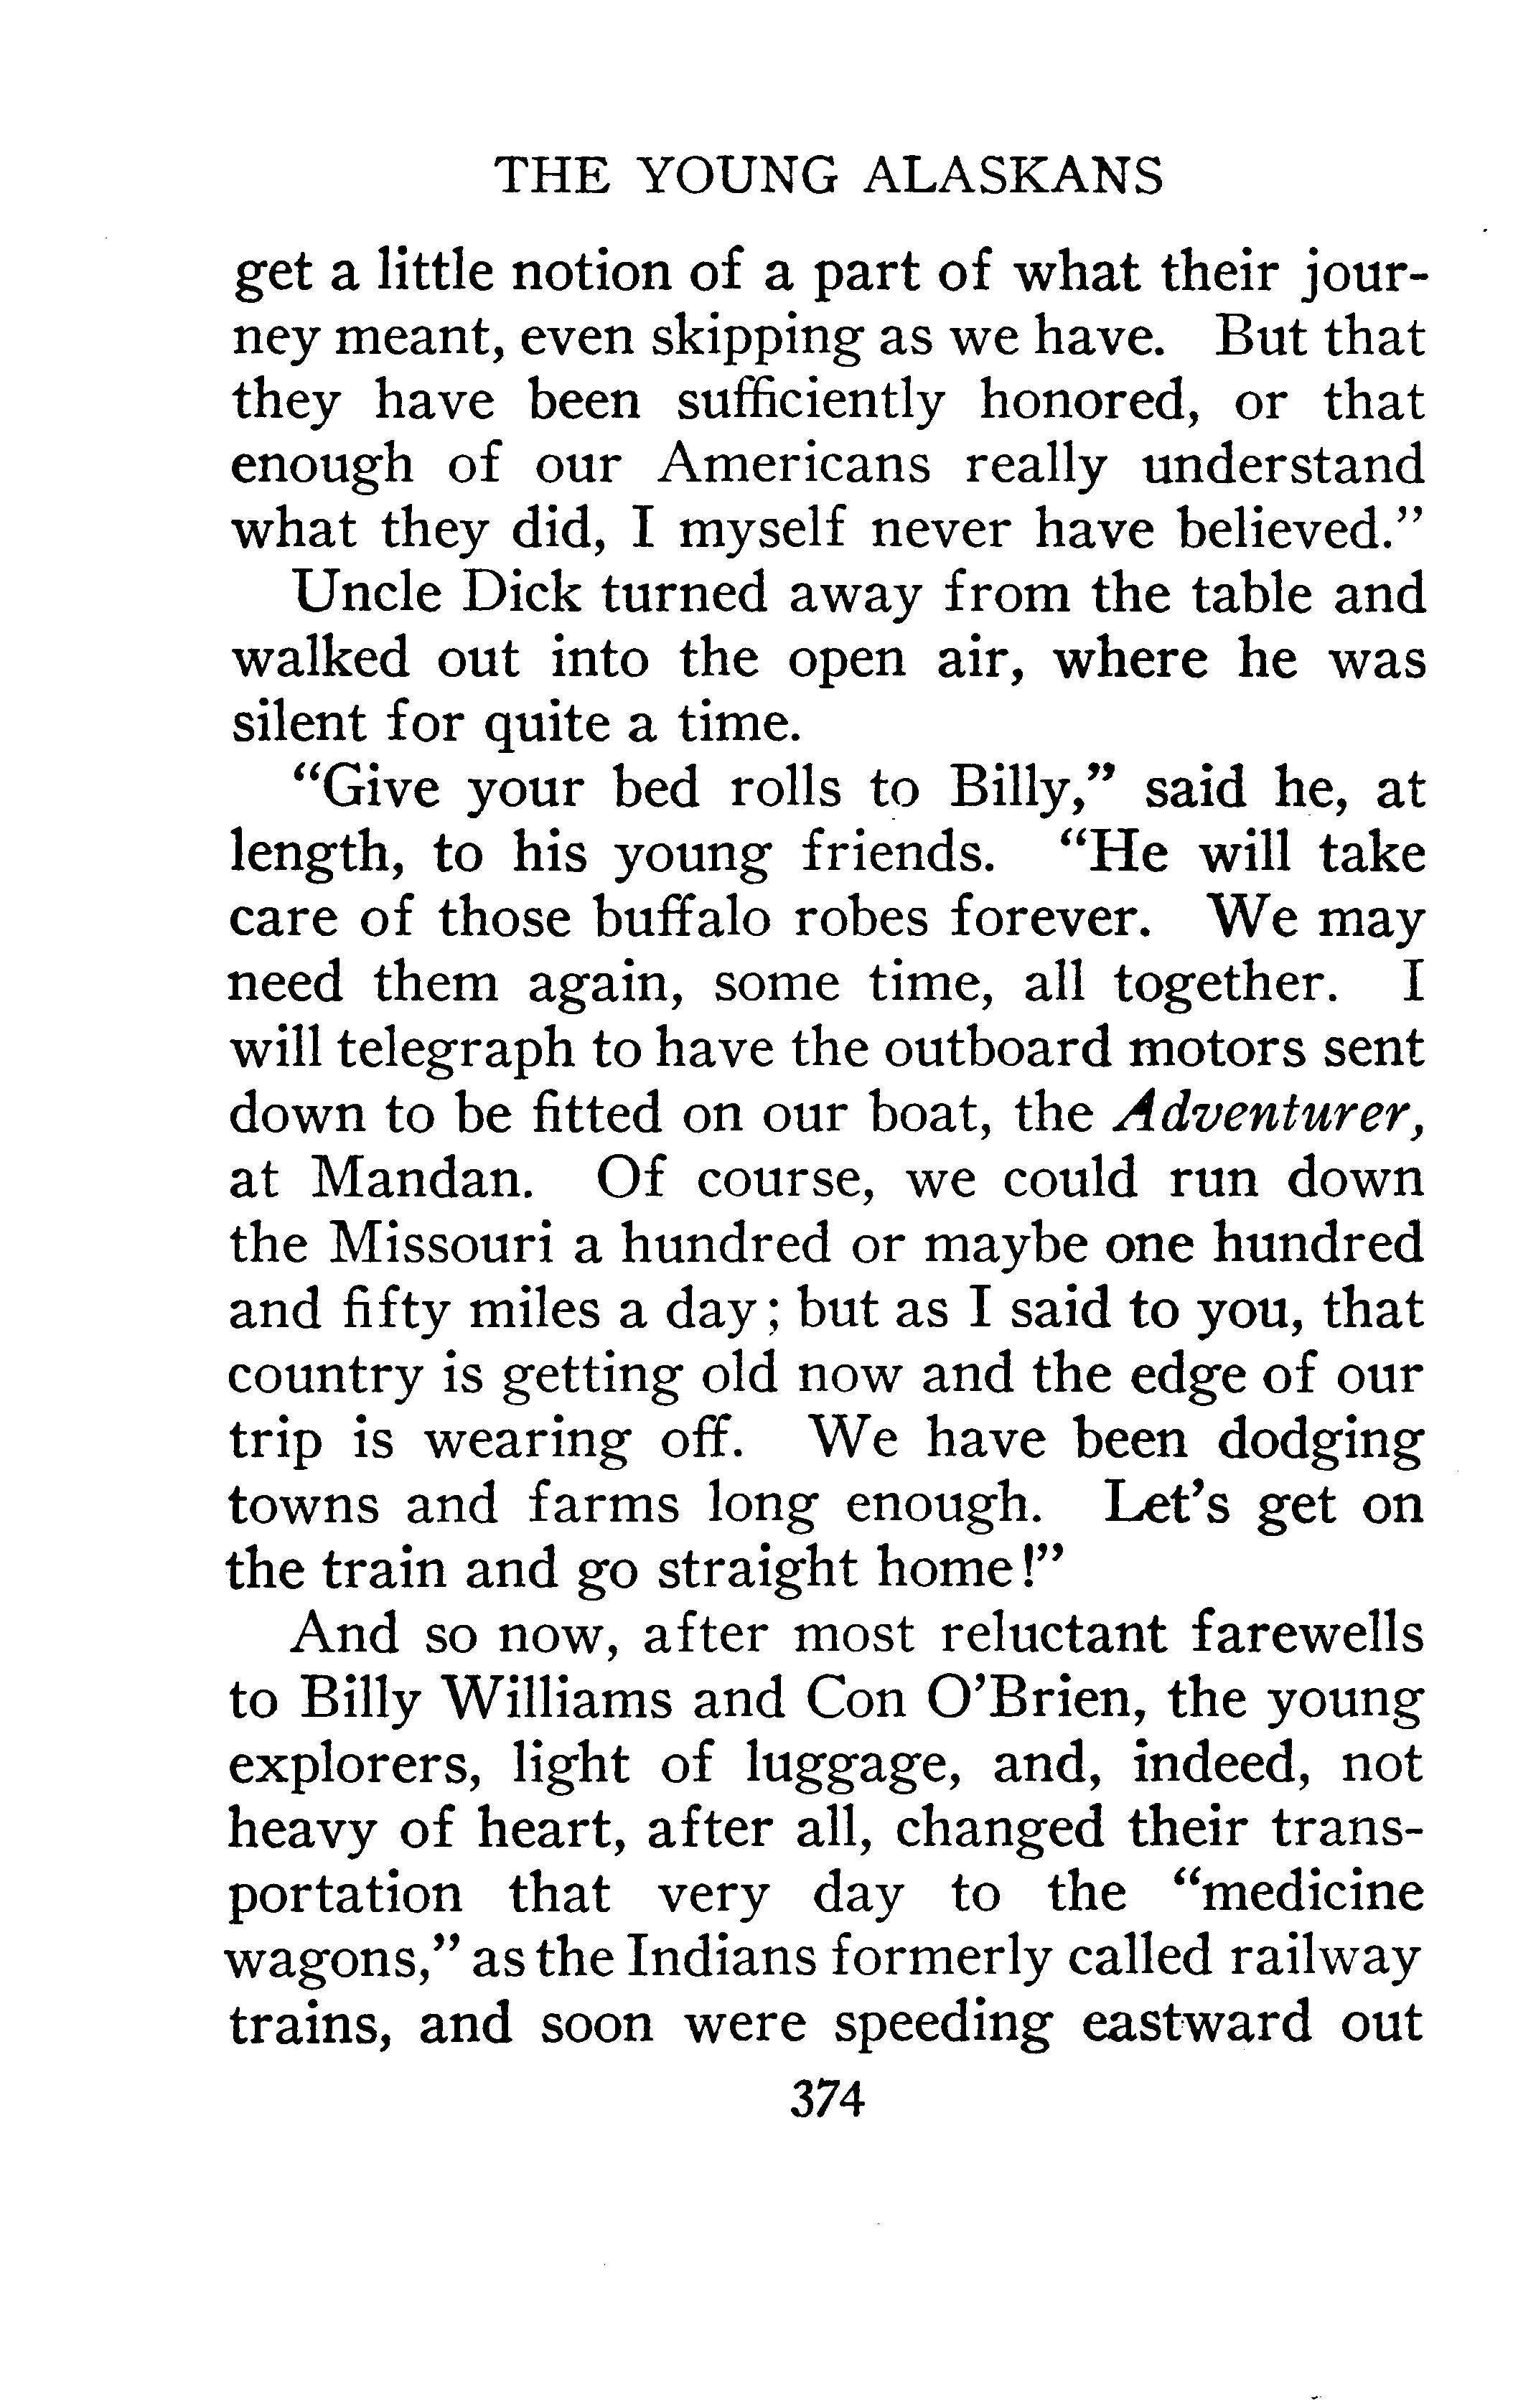 THE YOUNG ALASKANS
get a little notion of a part of what their jour-
ney meant, even skipping as we have. But that
they have been sufficiently honored, or that
enough of our Americans really understand
what they did, I myself never have believed."
Uncle Dick turned away from the table and
walked out into the open air, where he was
silent for quite a time.
"Give your bed rolls to Billy," said he, at
length, to his young friends. "He will take
care of those buffalo robes forever. We may
need them again, some time, all together. I
will telegraph to have the outboard motors sent
down to be fitted on our boat, the Adventurer,
at Mandan. Of course, we could run down
the Missouri a hundred or maybe one hundred
and fifty miles a day; but as I said to you, that
country is getting old now and the edge of our
trip is wearing off. We have been dodging
towns and farms long enough. Let's get on
the train and go straight home!"
And so now, after most reluctant farewells
to Billy Williams and Con O'Brien, the young
explorers, light of luggage, and, indeed, not
heavy of heart, after all, changed their trans-
portation that very day to the "medicine
wagons," as the Indians formerly called railway
trains, and soon were speeding eastward out
374